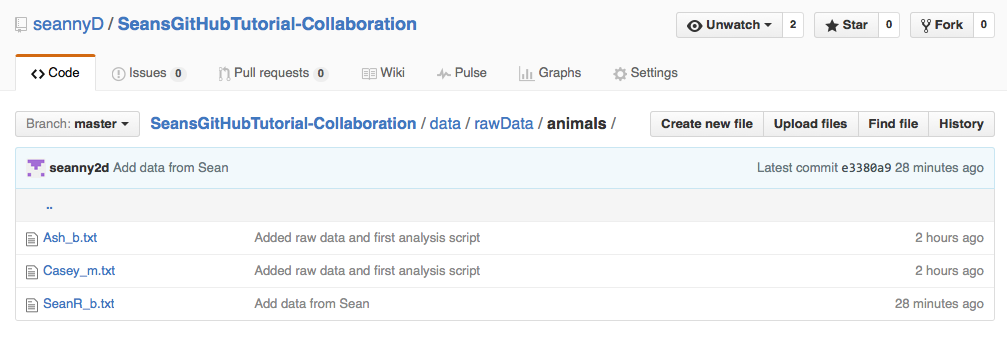 seannyD / SeansGitHubTutorial-Collaboration Unwatch 2 Star 0 Fork 0
Code Issues 0 Pull requests 0 Wiki Pulse Graphs Settings
Branch: master SeansGitHubTutorial-Collaboration / data / rawData / animals / Create new file Upload files Find file History
seanny2d Add data from Sean Latest commit e3380a9 28 minutes ago
..
Ash_b.txt Added raw data and first analysis script 2 hours ago
Casey_m.txt Added raw data and first analysis script 2 hours ago
SeanR_b.txt Add data from Sean 28 minutes ago